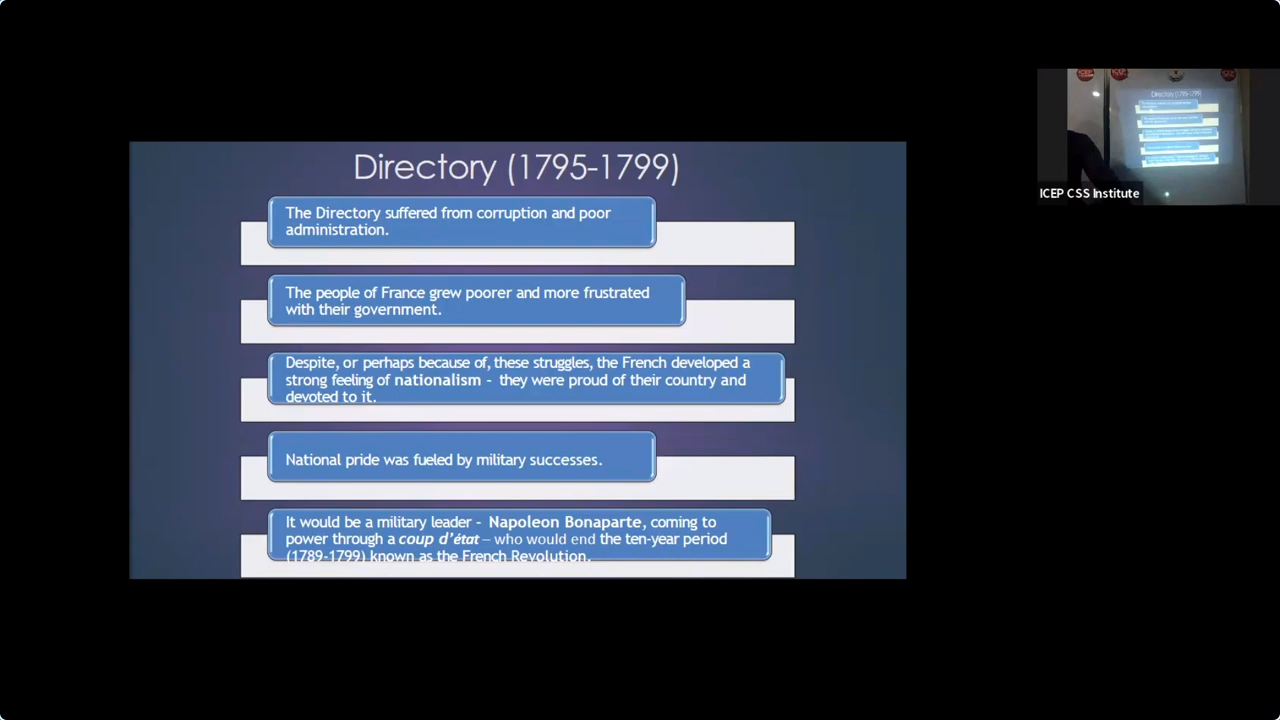 Directory (1795-1799)
The Directory suffered from corruption and poor
administration.
The people of France grew poorer and more frustrated
with their government.
Despite, or perhaps because of, these struggles, the French developed a
strong feeling of nationalism - they were proud of their country and
devoted to it.
National pride was fueled by military successes.
It would be a military leader - Napoleon Bonaparte, coming to
power through a coup d'état – who would end the ten-year period
(1789-1799) known as the French Revolution.
Directory (1795-1799)
ICEP CSS Institute